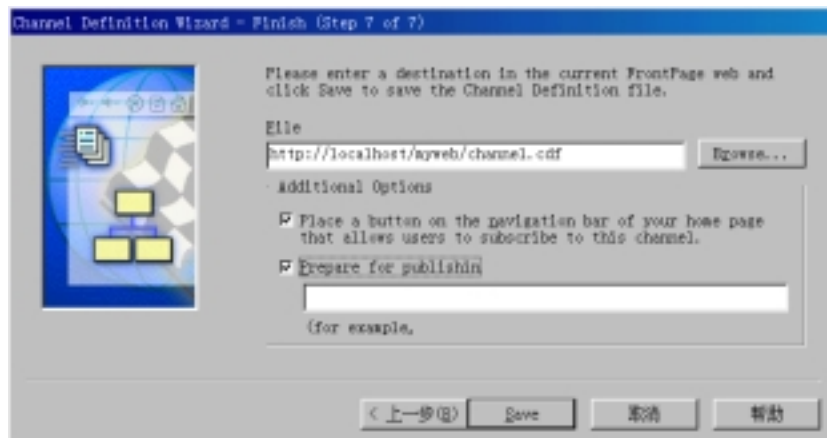 Channel Definition Wizard - Finish (Step 7 of 7)
Please enter a destination in the current FrontPage web and
click Save to save the Channel Definition file.
File
http://localhost/myweb/channel.cdf
Browse...
Additional Options
Place a button on the navigation bar of your home page
that allows users to subscribe to this channel.
Prepare for publishin
(for example,
< 上一步(B)
Save
取消
幫助